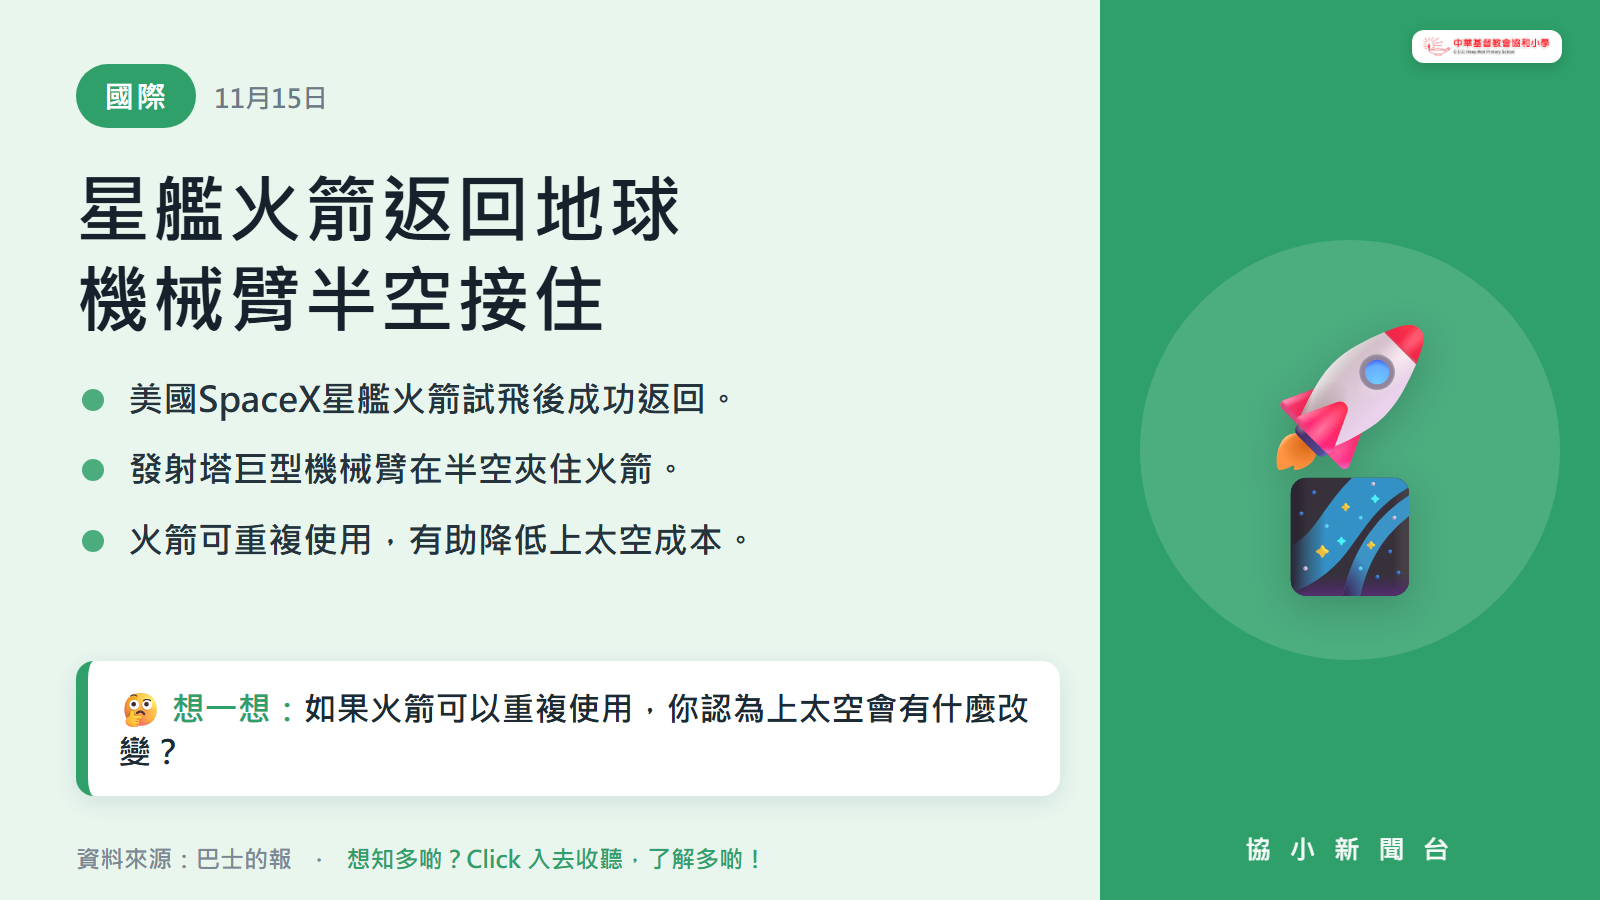 國際 11月15日
中華基督教會協和小學
星艦火箭返回地球
機械臂半空接住
美國SpaceX星艦火箭試飛後成功返回。
發射塔巨型機械臂在半空夾住火箭。
火箭可重複使用，有助降低上太空成本。
想一想：如果火箭可以重複使用，你認為上太空會有什麼改
變？
資料來源：巴士的報 · 想知多啲？Click 入去收聽，了解多啲！
協小新聞台